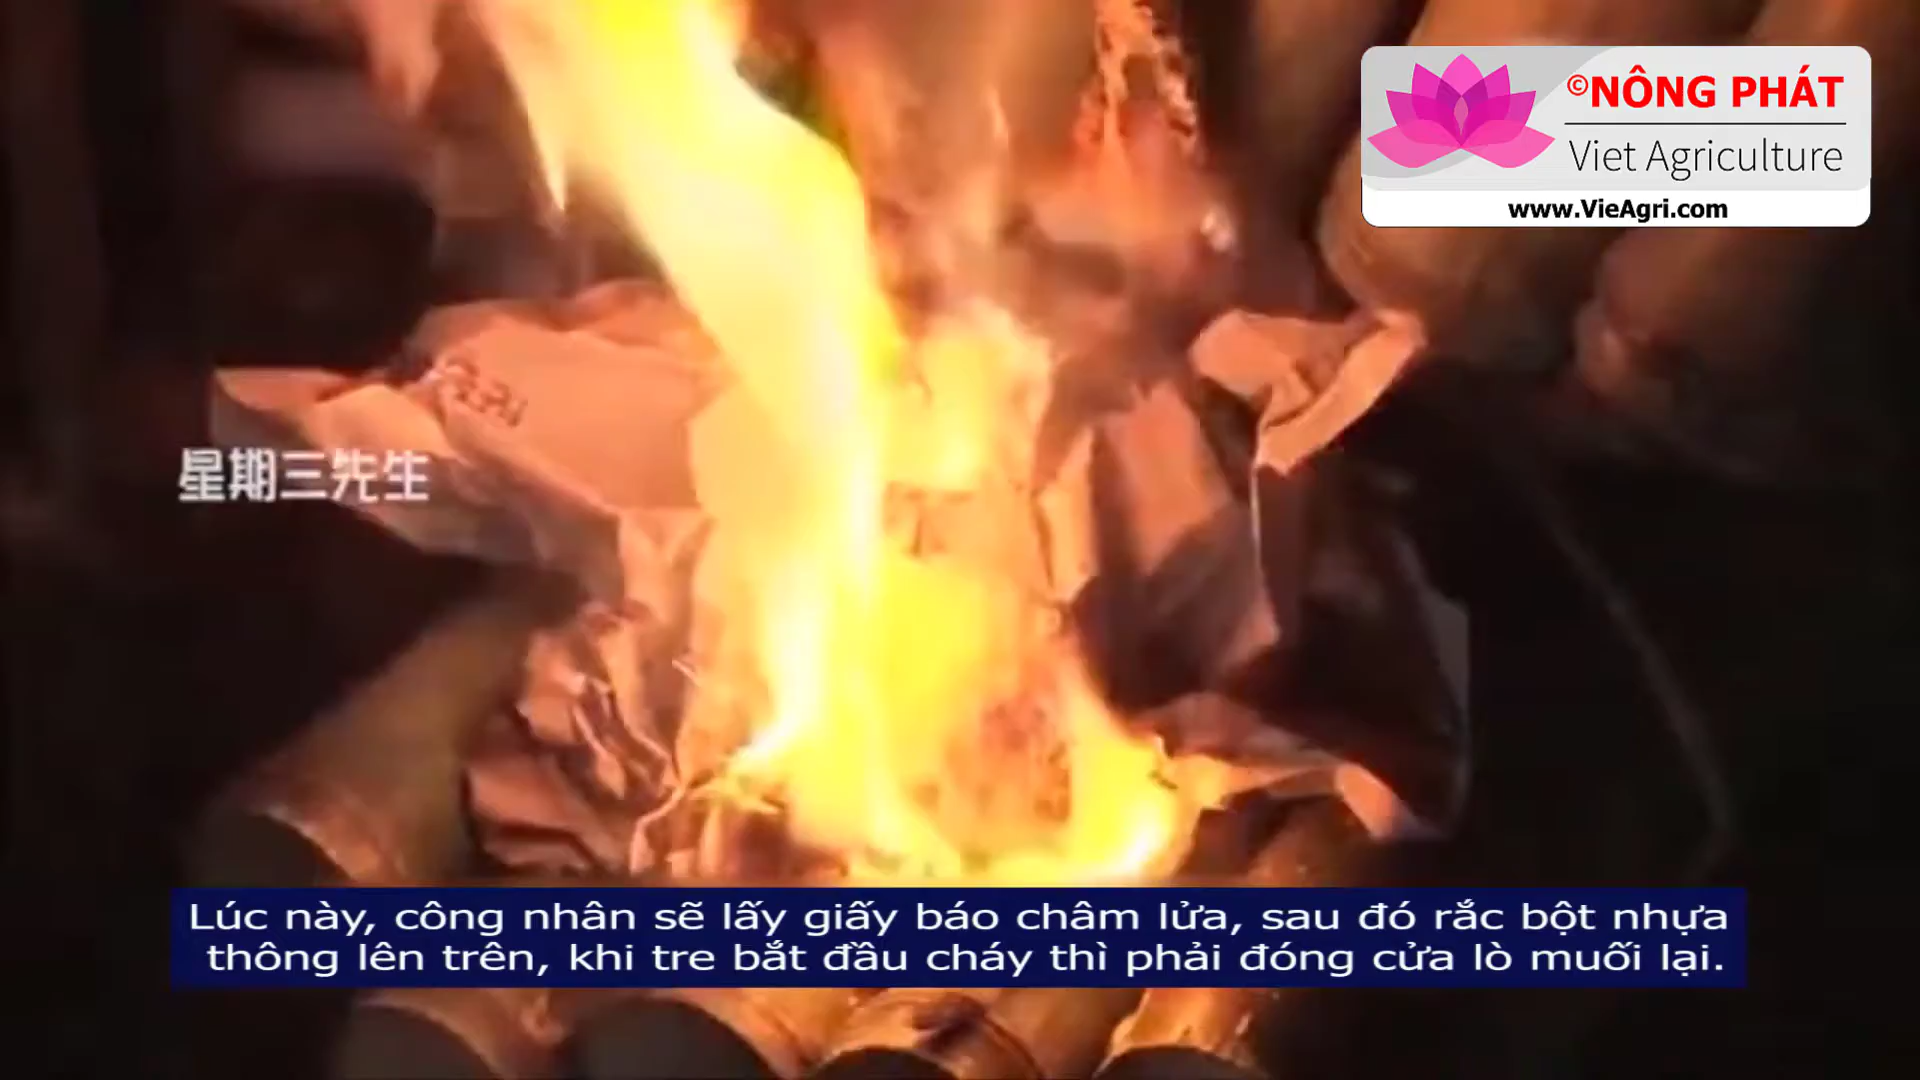 ©NÔNG PHÁT
Viet Agriculture
www.VieAgri.com
星期三先生
Lúc này, công nhân sẽ lấy giấy báo châm lửa, sau đó rắc bột nhựa
thông lên trên, khi tre bắt đầu cháy thì phải đóng cửa lò muối lại.